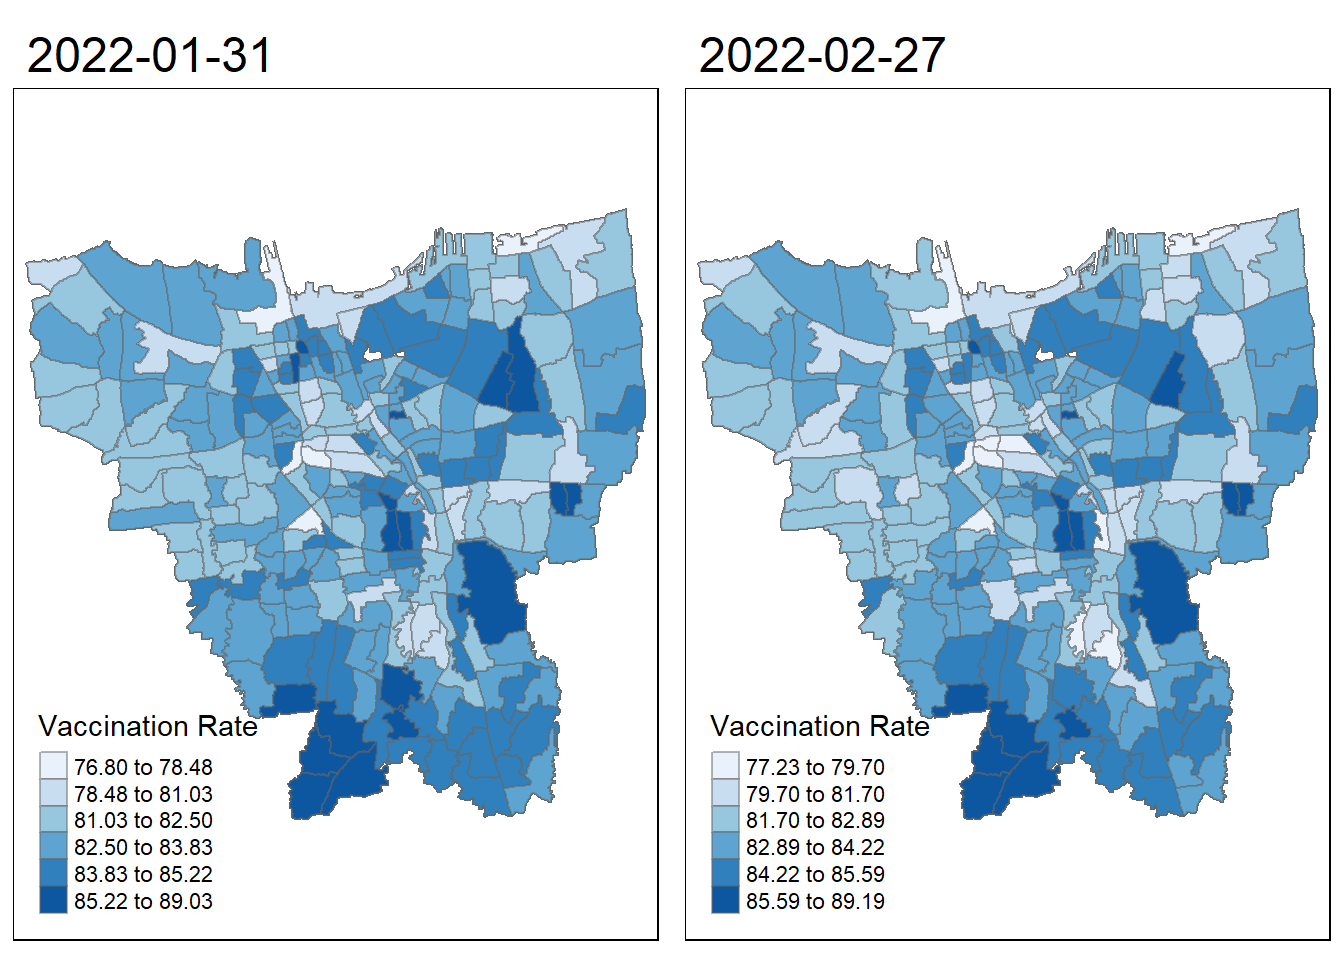 2022-01-31
Vaccination Rate
76.80 to 78.48
78.48 to 81.03
81.03 to 82.50
82.50 to 83.83
83.83 to 85.22
85.22 to 89.03
2022-02-27
Vaccination Rate
77.23 to 79.70
79.70 to 81.70
81.70 to 82.89
82.89 to 84.22
84.22 to 85.59
85.59 to 89.19